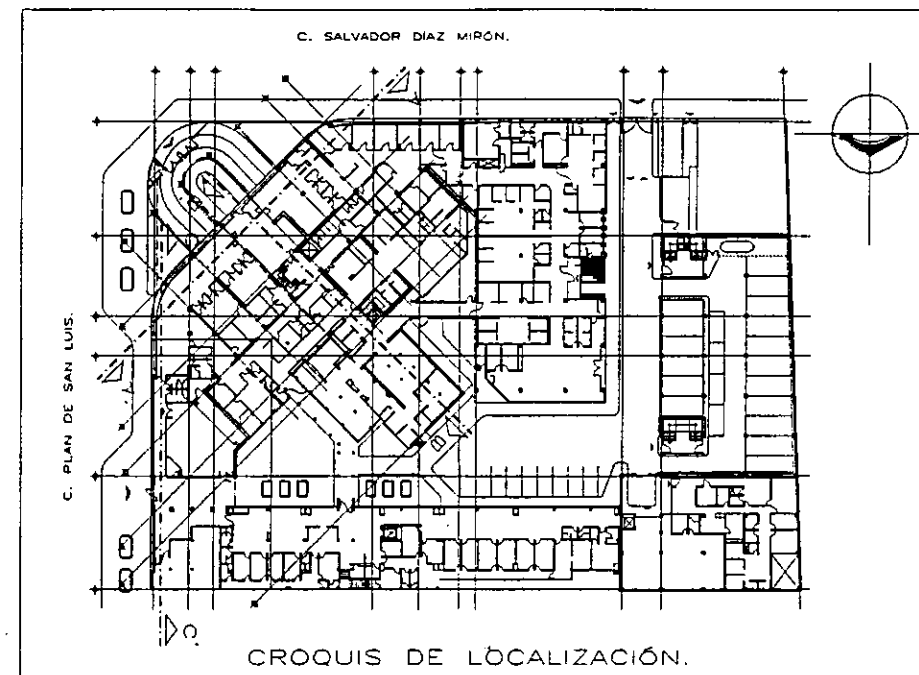 C. SALVADOR DÍAZ MIRÓN.
C. PLAN DE SAN LUIS.
CROQUIS DE LOCALIZACIÓN.